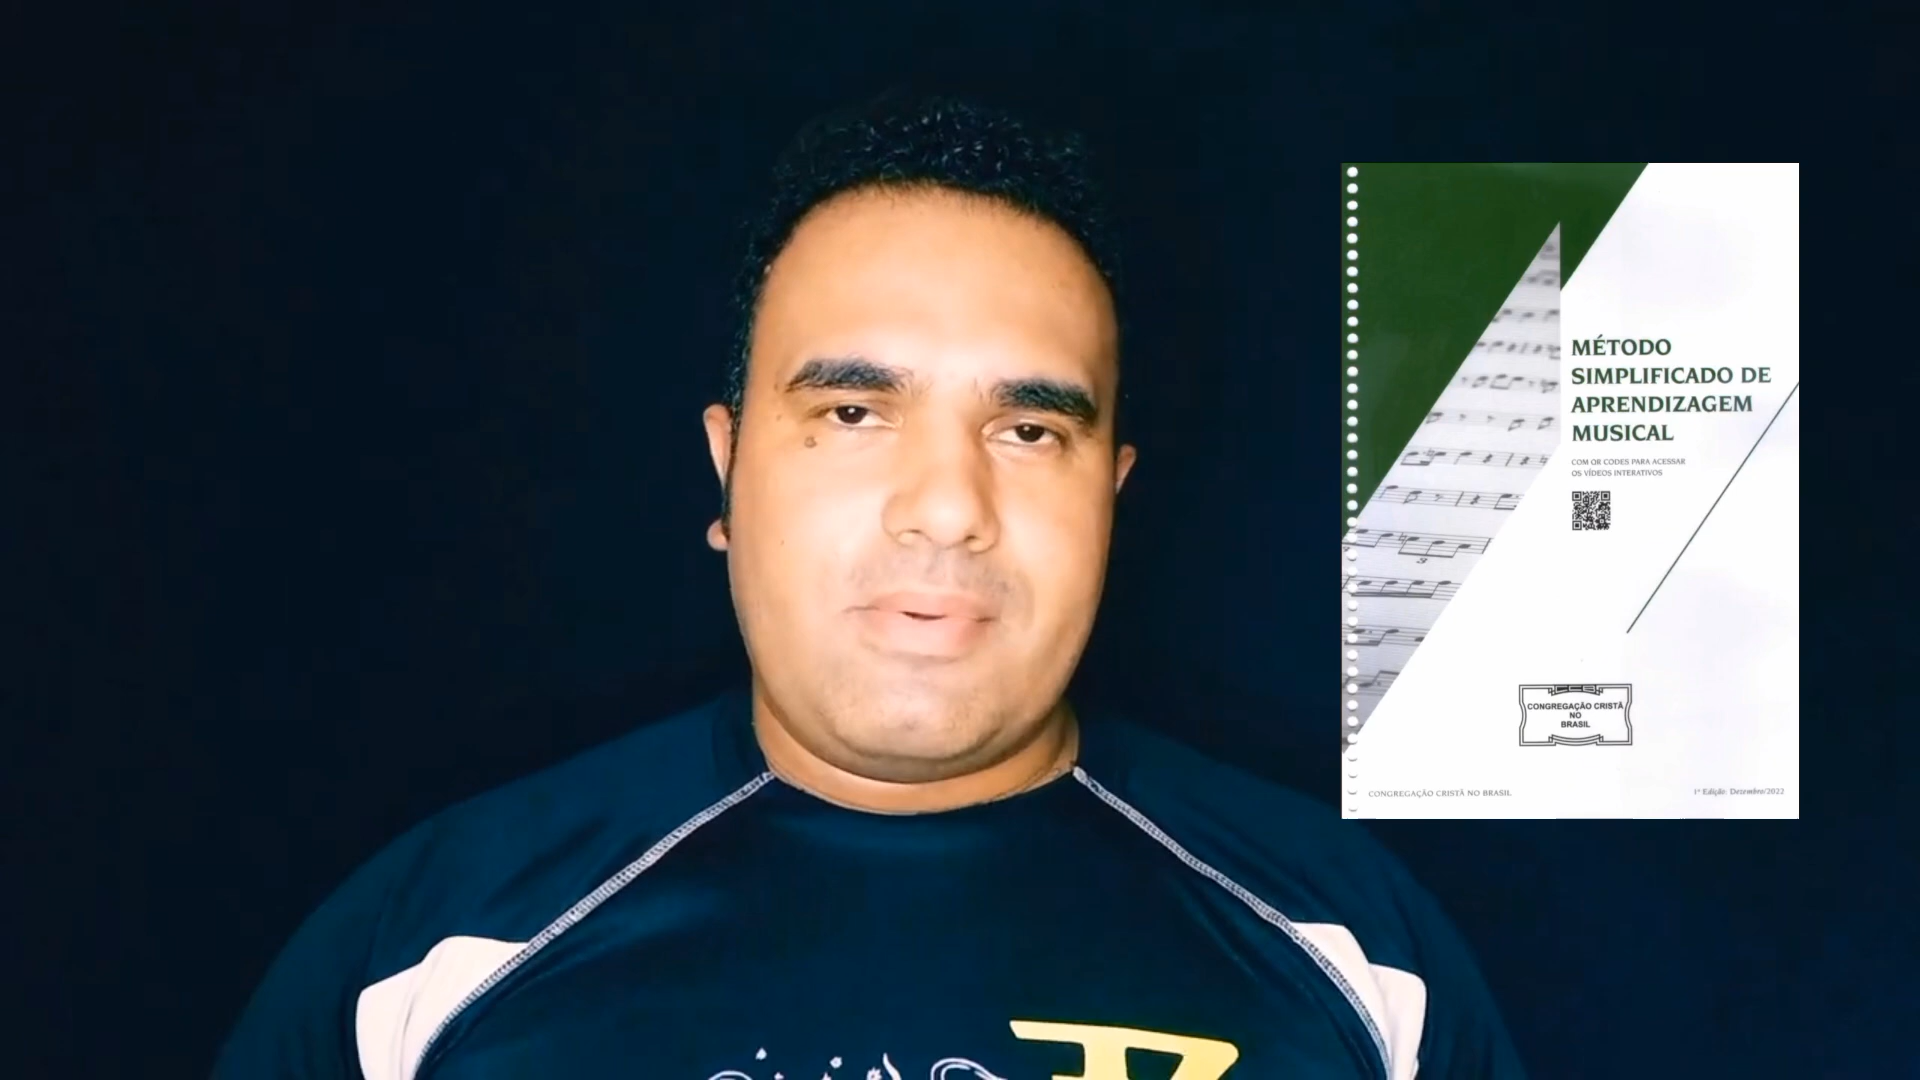 MÉTODO
SIMPLIFICADO DE
APRENDIZAGEM
MUSICAL
COM QR CODES PARA ACESSAR
OS VÍDEOS INTERATIVOS
CCB
CONGREGAÇÃO CRISTÃ
NO
BRASIL
CONGREGAÇÃO CRISTÃ NO BRASIL
1ª Edição: Dezembro/2022